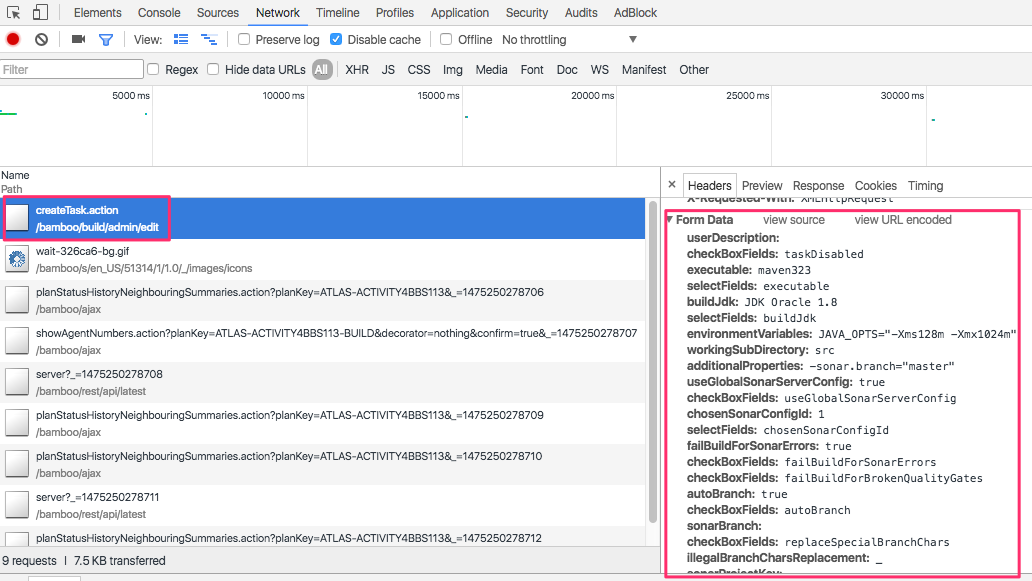 Elements Console Sources Network Timeline Profiles Application Security Audits AdBlock
View: Preserve log Disable cache Offline No throttling
Filter Regex Hide data URLs All XHR JS CSS Img Media Font Doc WS Manifest Other
5000 ms 10000 ms 15000 ms 20000 ms 25000 ms 30000 ms
Name
Path
createTask.action
/bamboo/build/admin/edit
wait-326ca6-bg.gif
/bamboo/s/en_US/51314/1/1.0/_/images/icons
planStatusHistoryNeighbouringSummaries.action?planKey=ATLAS-ACTIVITY4BBS113&_=1475250278706
/bamboo/ajax
showAgentNumbers.action?planKey=ATLAS-ACTIVITY4BBS113-BUILD&decorator=nothing&confirm=true&_=1475250278707
/bamboo/ajax
server?_=1475250278708
/bamboo/rest/api/latest
planStatusHistoryNeighbouringSummaries.action?planKey=ATLAS-ACTIVITY4BBS113&_=1475250278709
/bamboo/ajax
planStatusHistoryNeighbouringSummaries.action?planKey=ATLAS-ACTIVITY4BBS113&_=1475250278710
/bamboo/ajax
server?_=1475250278711
/bamboo/rest/api/latest
planStatusHistoryNeighbouringSummaries.action?planKey=ATLAS-ACTIVITY4BBS113&_=1475250278712
9 requests | 7.5 KB transferred
× Headers Preview Response Cookies Timing
X-Requested-With: XMLHttpRequest
Form Data view source view URL encoded
userDescription:
checkBoxFields: taskDisabled
executable: maven323
selectFields: executable
buildJdk: JDK Oracle 1.8
selectFields: buildJdk
environmentVariables: JAVA_OPTS="-Xms128m -Xmx1024m"
workingSubDirectory: src
additionalProperties: -sonar.branch="master"
useGlobalSonarServerConfig: true
checkBoxFields: useGlobalSonarServerConfig
chosenSonarConfigId: 1
selectFields: chosenSonarConfigId
failBuildForSonarErrors: true
checkBoxFields: failBuildForSonarErrors
checkBoxFields: failBuildForBrokenQualityGates
autoBranch: true
checkBoxFields: autoBranch
sonarBranch:
checkBoxFields: replaceSpecialBranchChars
illegalBranchCharsReplacement: _
sonarProjectKey: